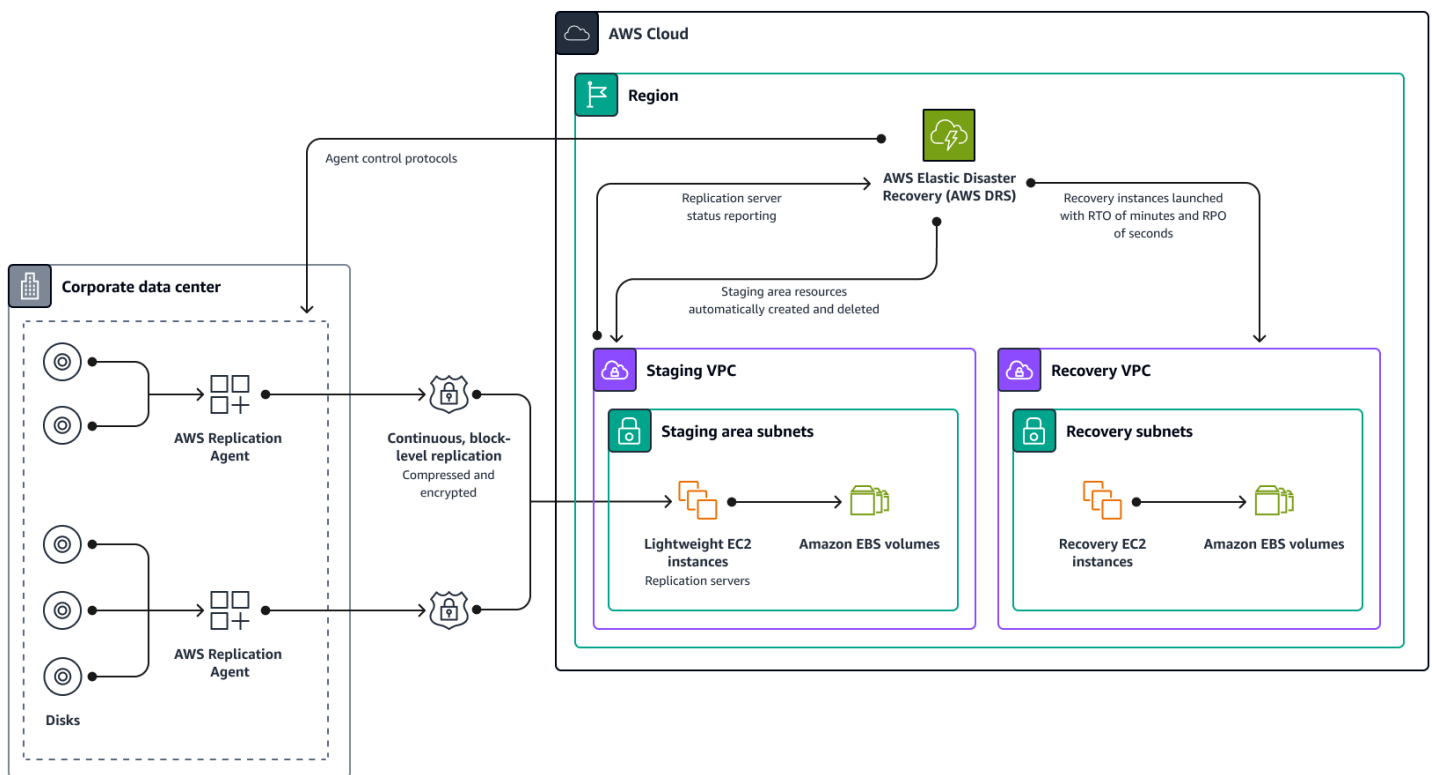 AWS Cloud
Region
Agent control protocols
AWS Elastic Disaster
Recovery (AWS DRS)
Replication server
status reporting
Recovery instances launched
with RTO of minutes and RPO
of seconds
Staging area resources
automatically created and deleted
Corporate data center
AWS Replication
Agent
Continuous, block-
level replication
Compressed and
encrypted
AWS Replication
Agent
Disks
Staging VPC
Staging area subnets
Lightweight EC2
instances
Replication servers
Amazon EBS volumes
Recovery VPC
Recovery subnets
Recovery EC2
instances
Amazon EBS volumes